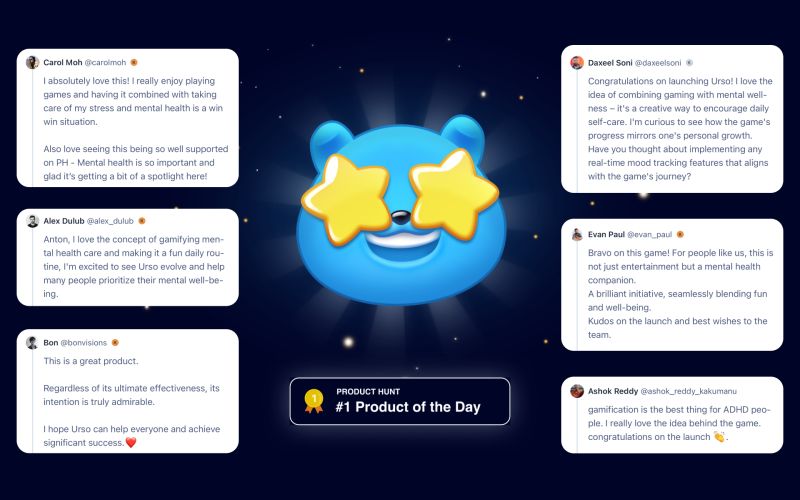 Carol Moh @carolmoh
I absolutely love this! I really enjoy playing
games and having it combined with taking
care of my stress and mental health is a win
win situation.
Also love seeing this being so well supported
on PH - Mental health is so important and
glad it's getting a bit of a spotlight here!
Alex Dulub @alex_dulub
Anton, I love the concept of gamifying men-
tal health care and making it a fun daily rou-
tine, I'm excited to see Urso evolve and help
many people prioritize their mental well-be-
ing.
Bon @bonvisions
This is a great product.
Regardless of its ultimate effectiveness, its
intention is truly admirable.
I hope Urso can help everyone and achieve
significant success.❤️
1
PRODUCT HUNT
#1 Product of the Day
Daxeel Soni @daxeelsoni
Congratulations on launching Urso! I love the
idea of combining gaming with mental well-
ness – it's a creative way to encourage daily
self-care. I'm curious to see how the game's
progress mirrors one's personal growth.
Have you thought about implementing any
real-time mood tracking features that aligns
with the game's journey?
Evan Paul @evan_paul
Bravo on this game! For people like us, this is
not just entertainment but a mental health
companion.
A brilliant initiative, seamlessly blending fun
and well-being.
Kudos on the launch and best wishes to the
team.
Ashok Reddy @ashok_reddy_kakumanu
gamification is the best thing for ADHD peo-
ple. I really love the idea behind the game.
congratulations on the launch 👏.